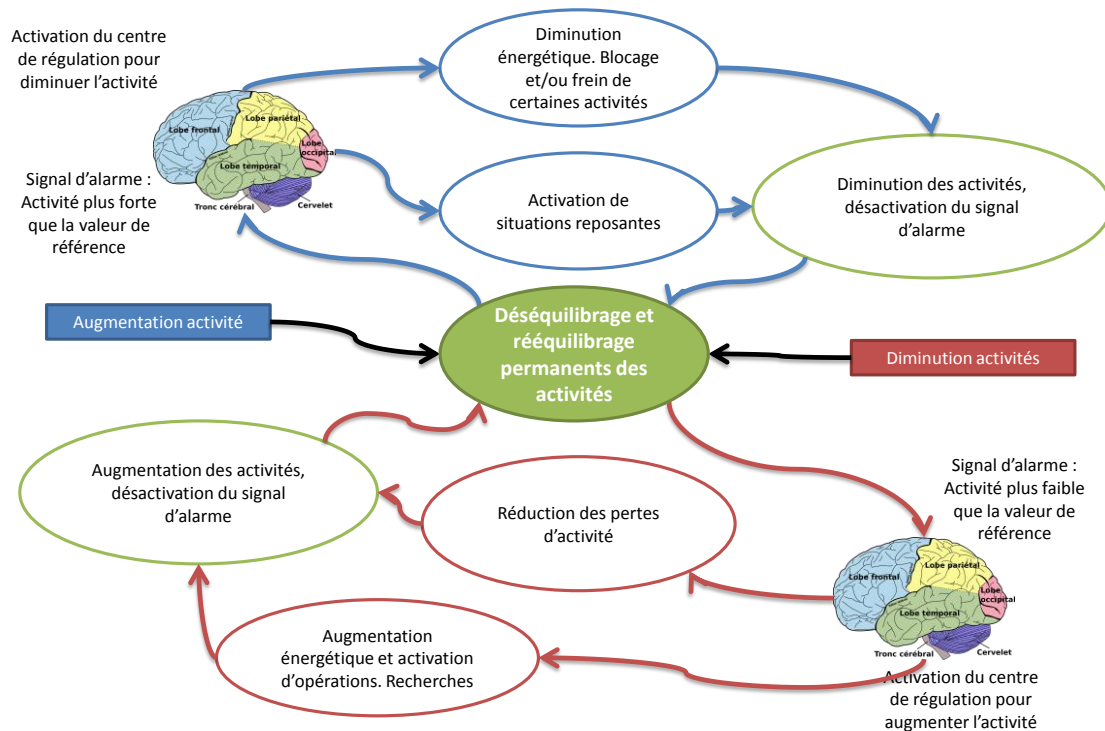 Activation du centre
de régulation pour
diminuer l'activité
Diminution
énergétique. Blocage
et/ou frein de
certaines activités
Lobe frontal
Lobe pariétal
Lobe
occipital
Lobe temporal
Tronc cérébral
Cervelet
Signal d'alarme :
Activité plus forte
que la valeur de
référence
Activation de
situations reposantes
Diminution des activités,
désactivation du signal
d'alarme
Augmentation activité
Déséquilibrage et
rééquilibrage
permanents des
activités
Diminution activités
Augmentation des activités,
désactivation du signal
d'alarme
Réduction des pertes
d'activité
Signal d'alarme :
Activité plus faible
que la valeur de
référence
Lobe frontal
Lobe pariétal
Lobe
occipital
Lobe temporal
Tronc cérébral
Cervelet
Augmentation
énergétique et activation
d'opérations. Recherches
Activation du centre
de régulation pour
augmenter l'activité